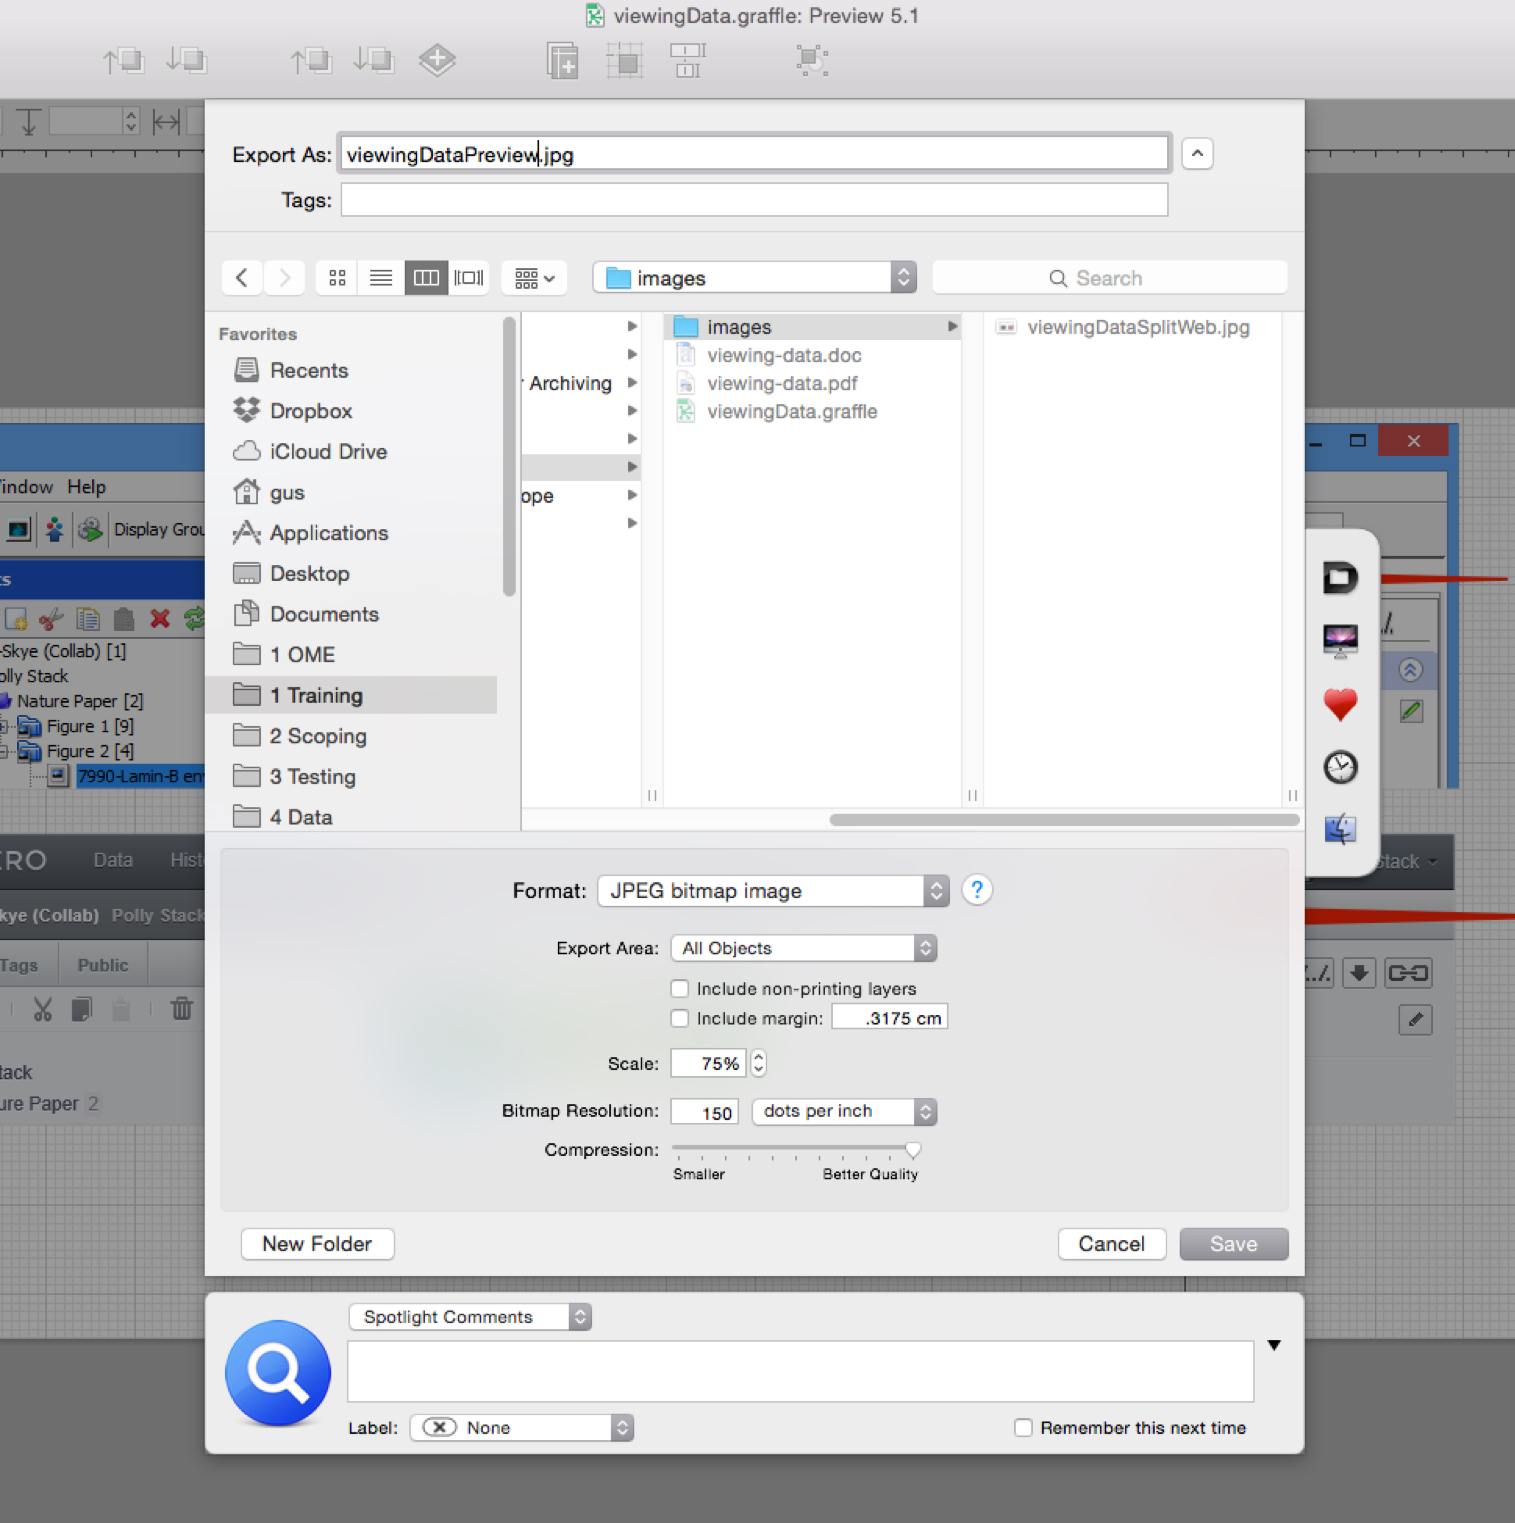 viewingData.graffle: Preview 5.1
Export As: viewingDataPreview.jpg
Tags:
images
Search
Favorites
Recents
Dropbox
iCloud Drive
gus
Applications
Desktop
Documents
1 OME
1 Training
2 Scoping
3 Testing
4 Data
Archiving
ope
images
viewing-data.doc
viewing-data.pdf
viewingData.graffle
viewingDataSplitWeb.jpg
indow Help
Display Grou
ts
-Skye (Collab) [1]
olly Stack
Nature Paper [2]
Figure 1 [9]
Figure 2 [4]
7990-Lamin-B en
ERO Data Hist
Stack
kye (Collab) Polly Stack
Tags Public
tack
ure Paper 2
Format: JPEG bitmap image ?
Export Area: All Objects
Include non-printing layers
Include margin: .3175 cm
Scale: 75%
Bitmap Resolution: 150 dots per inch
Compression:
Smaller Better Quality
New Folder Cancel Save
Spotlight Comments
Label: None Remember this next time